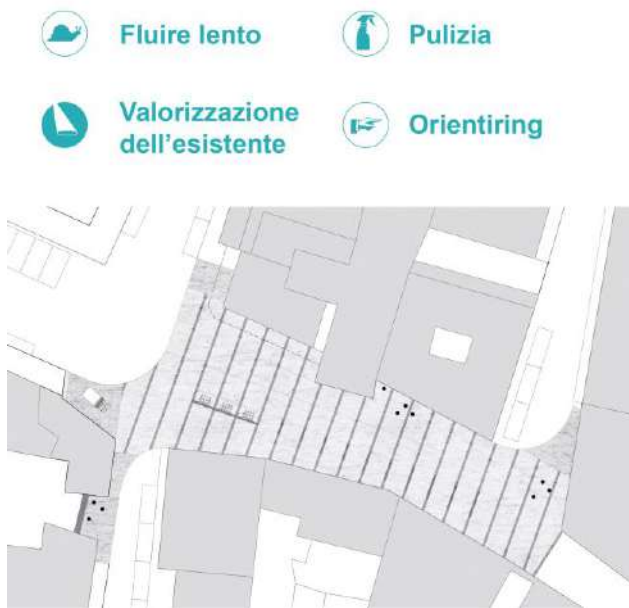 Fluire lento
Pulizia
Valorizzazione
dell'esistente
Orientiring